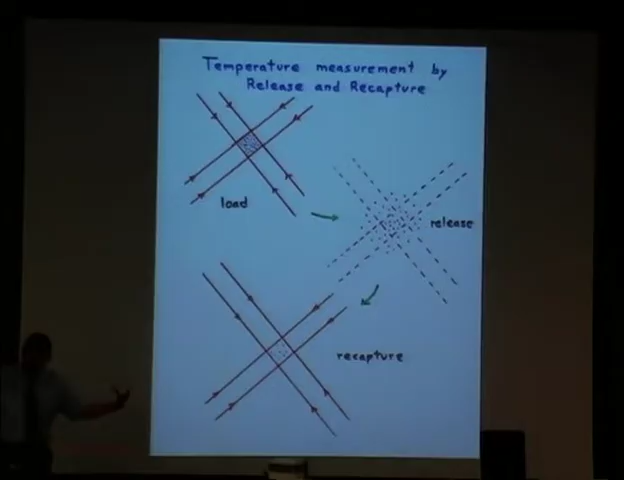 Temperature measurement by
Release and Recapture
load
release
recapture